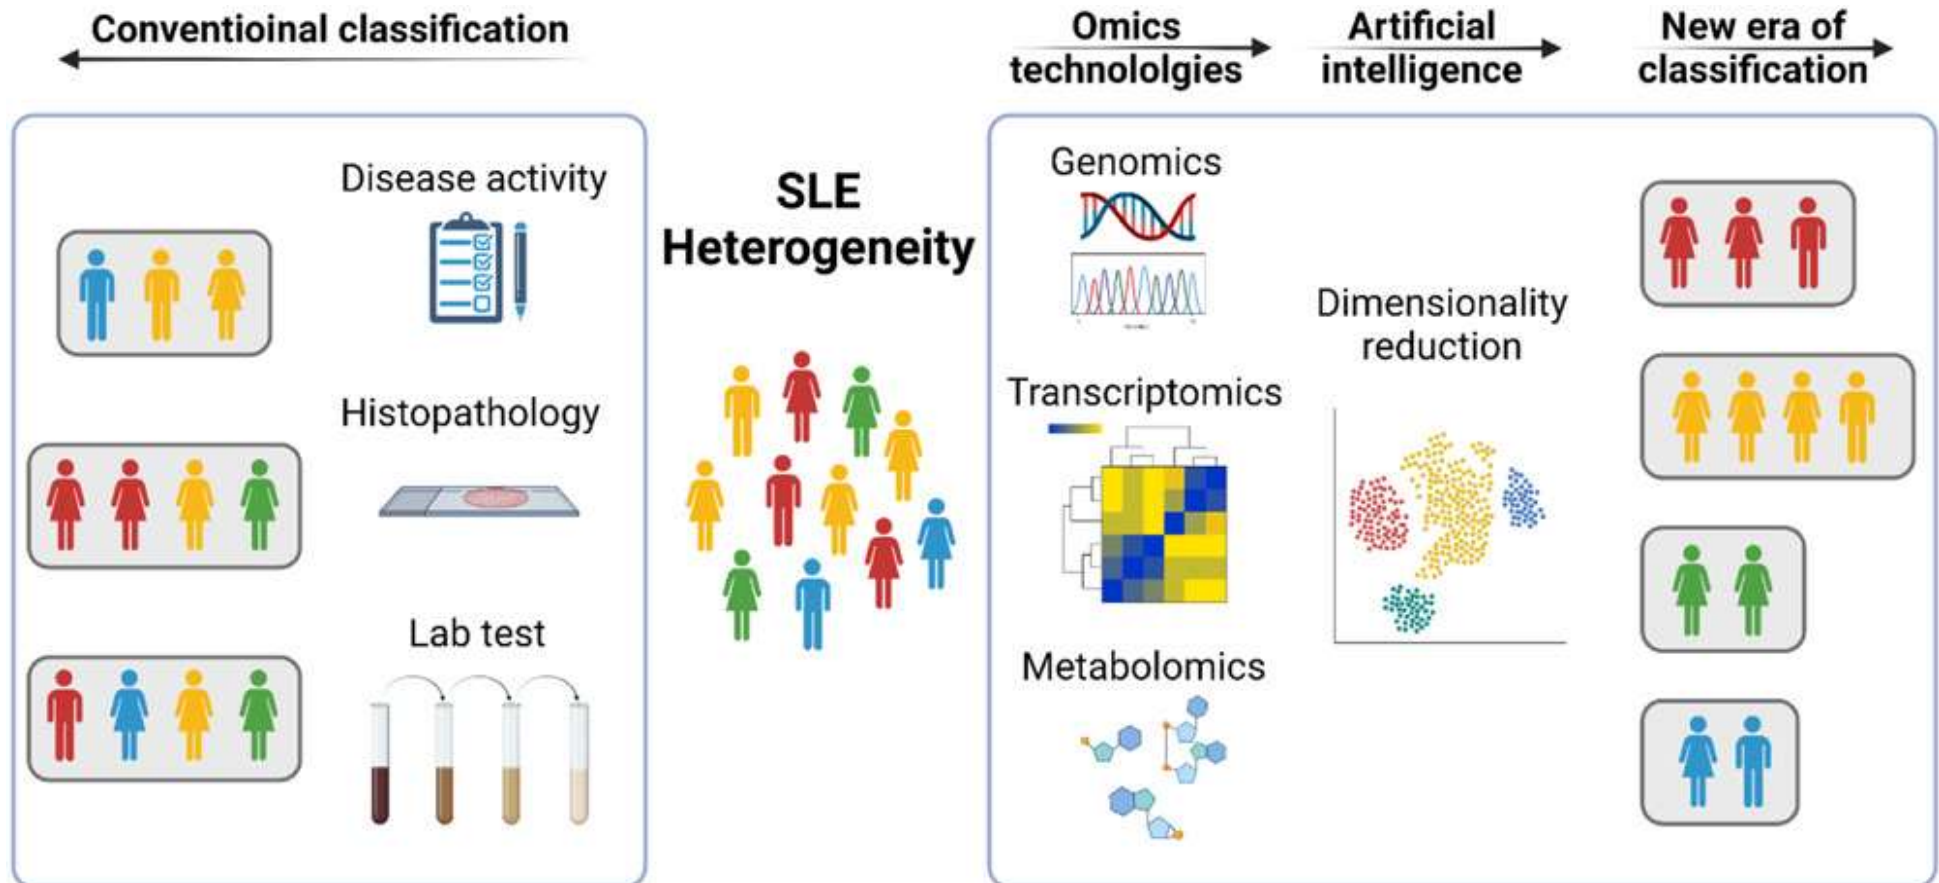 Conventioinal classification
Omics
technololgies
Artificial
intelligence
New era of
classification
Disease activity
Histopathology
Lab test
SLE
Heterogeneity
Genomics
Transcriptomics
Metabolomics
Dimensionality
reduction